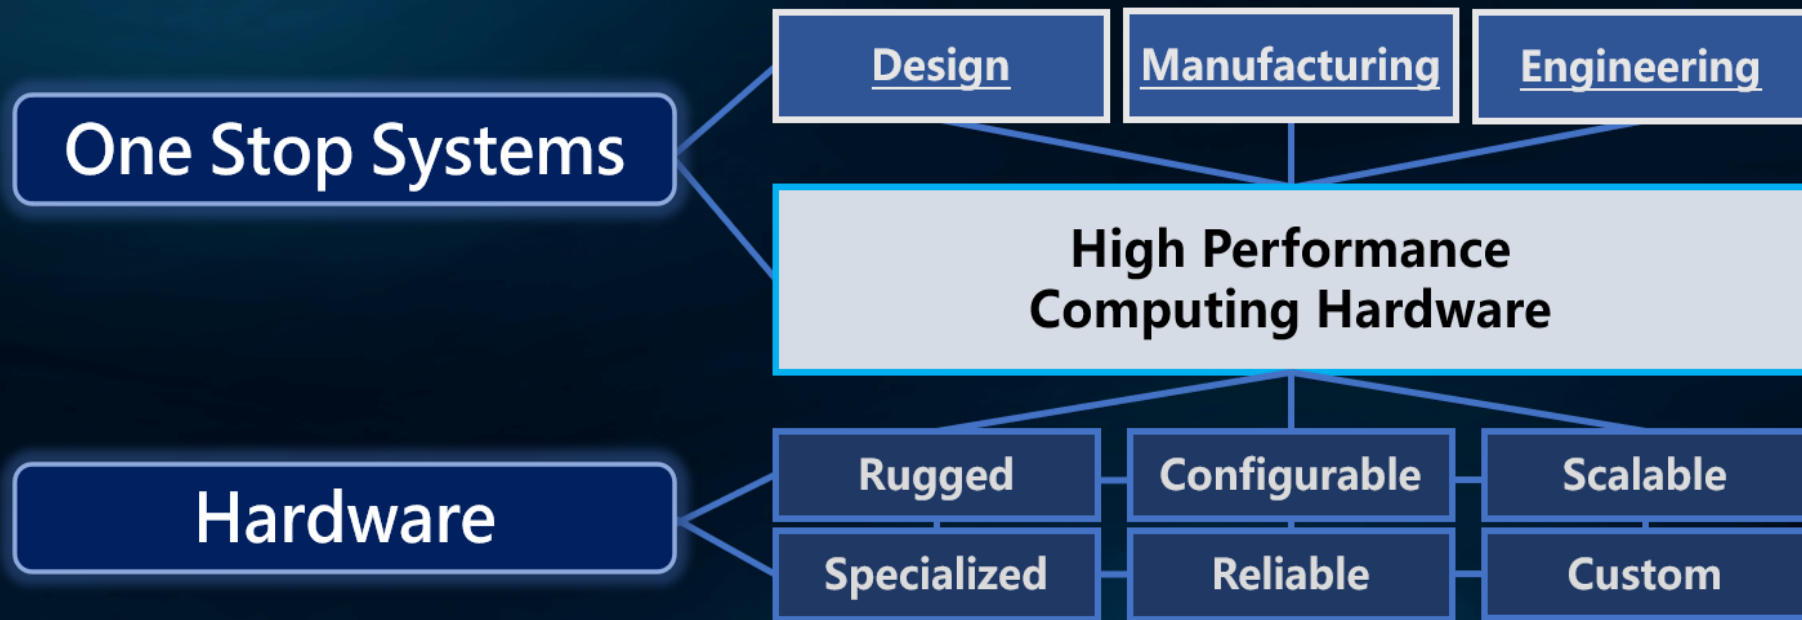 One Stop Systems
Design
Manufacturing
Engineering
High Performance
Computing Hardware
Hardware
Rugged
Configurable
Scalable
Specialized
Reliable
Custom